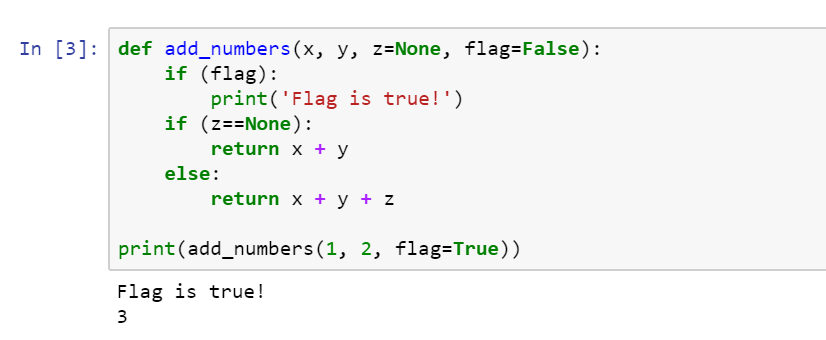 In [3]: def add_numbers(x, y, z=None, flag=False):
    if (flag):
        print('Flag is true!')
    if (z==None):
        return x + y
    else:
        return x + y + z

print(add_numbers(1, 2, flag=True))
Flag is true!
3